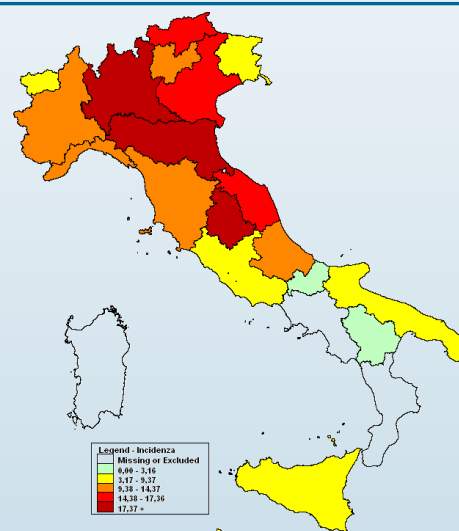 Legend - Incidenza
Missing or Excluded
0,00 - 3,16
3,17 - 9,37
9,38 - 14,37
14,38 - 17,36
17,37 +